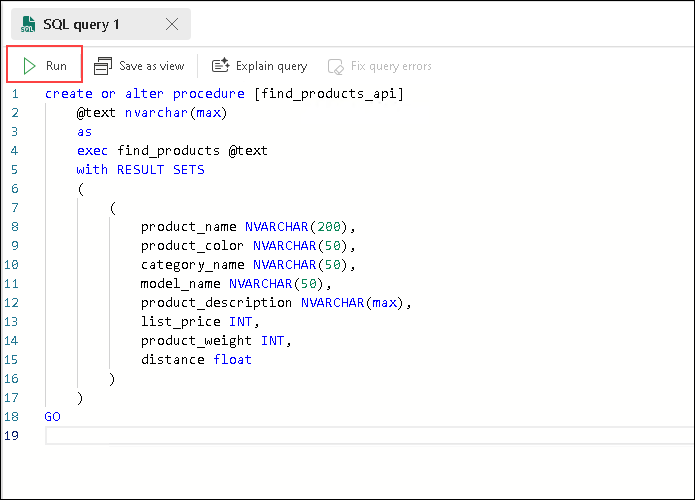 SQL SQL query 1
Run Save as view Explain query Fix query errors
1 create or alter procedure [find_products_api]
2 @text nvarchar(max)
3 as
4 exec find_products @text
5 with RESULT SETS
6 (
7 (
8 product_name NVARCHAR(200),
9 product_color NVARCHAR(50),
10 category_name NVARCHAR(50),
11 model_name NVARCHAR(50),
12 product_description NVARCHAR(max),
13 list_price INT,
14 product_weight INT,
15 distance float
16 )
17 )
18 GO
19